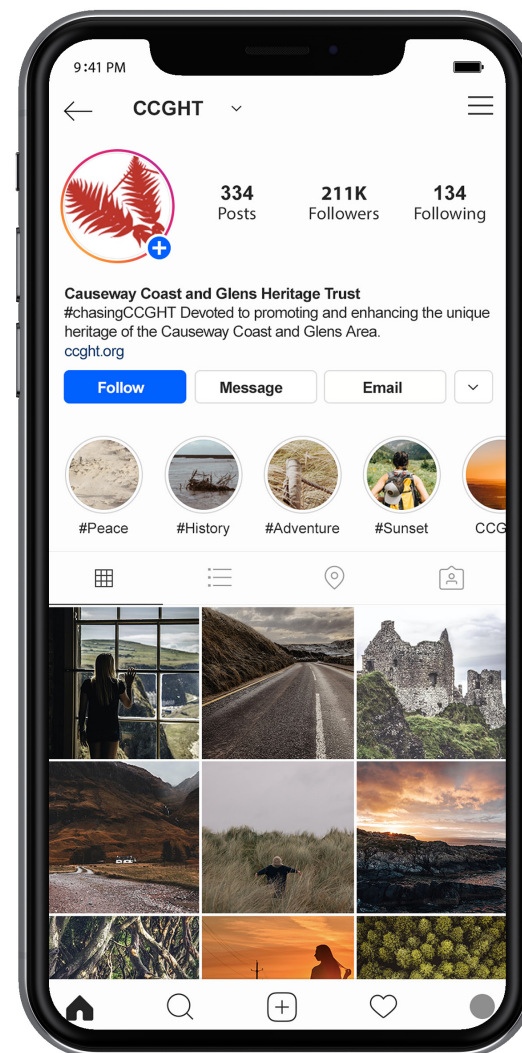 9:41 PM
CCGHT
334 211K 134
Posts Followers Following
Causeway Coast and Glens Heritage Trust
#chasingCCGHT Devoted to promoting and enhancing the unique
heritage of the Causeway Coast and Glens Area.
ccght.org
Follow Message Email
#Peace #History #Adventure #Sunset CCG